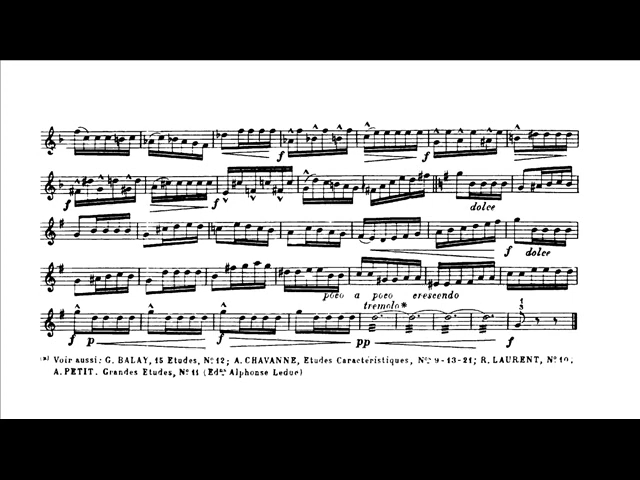 f f f
f f dolce
f dolce
poco a poco crescendo
tremolo*
f p f pp f
Voir aussi: G. BALAY, 15 Etudes, Nº 12; A. CHAVANNE, Etudes Caractéristiques, Nos 9-13-21; R. LAURENT, Nº 10,
A. PETIT. Grandes Etudes, Nº 11 (Edons Alphonse Leduc)